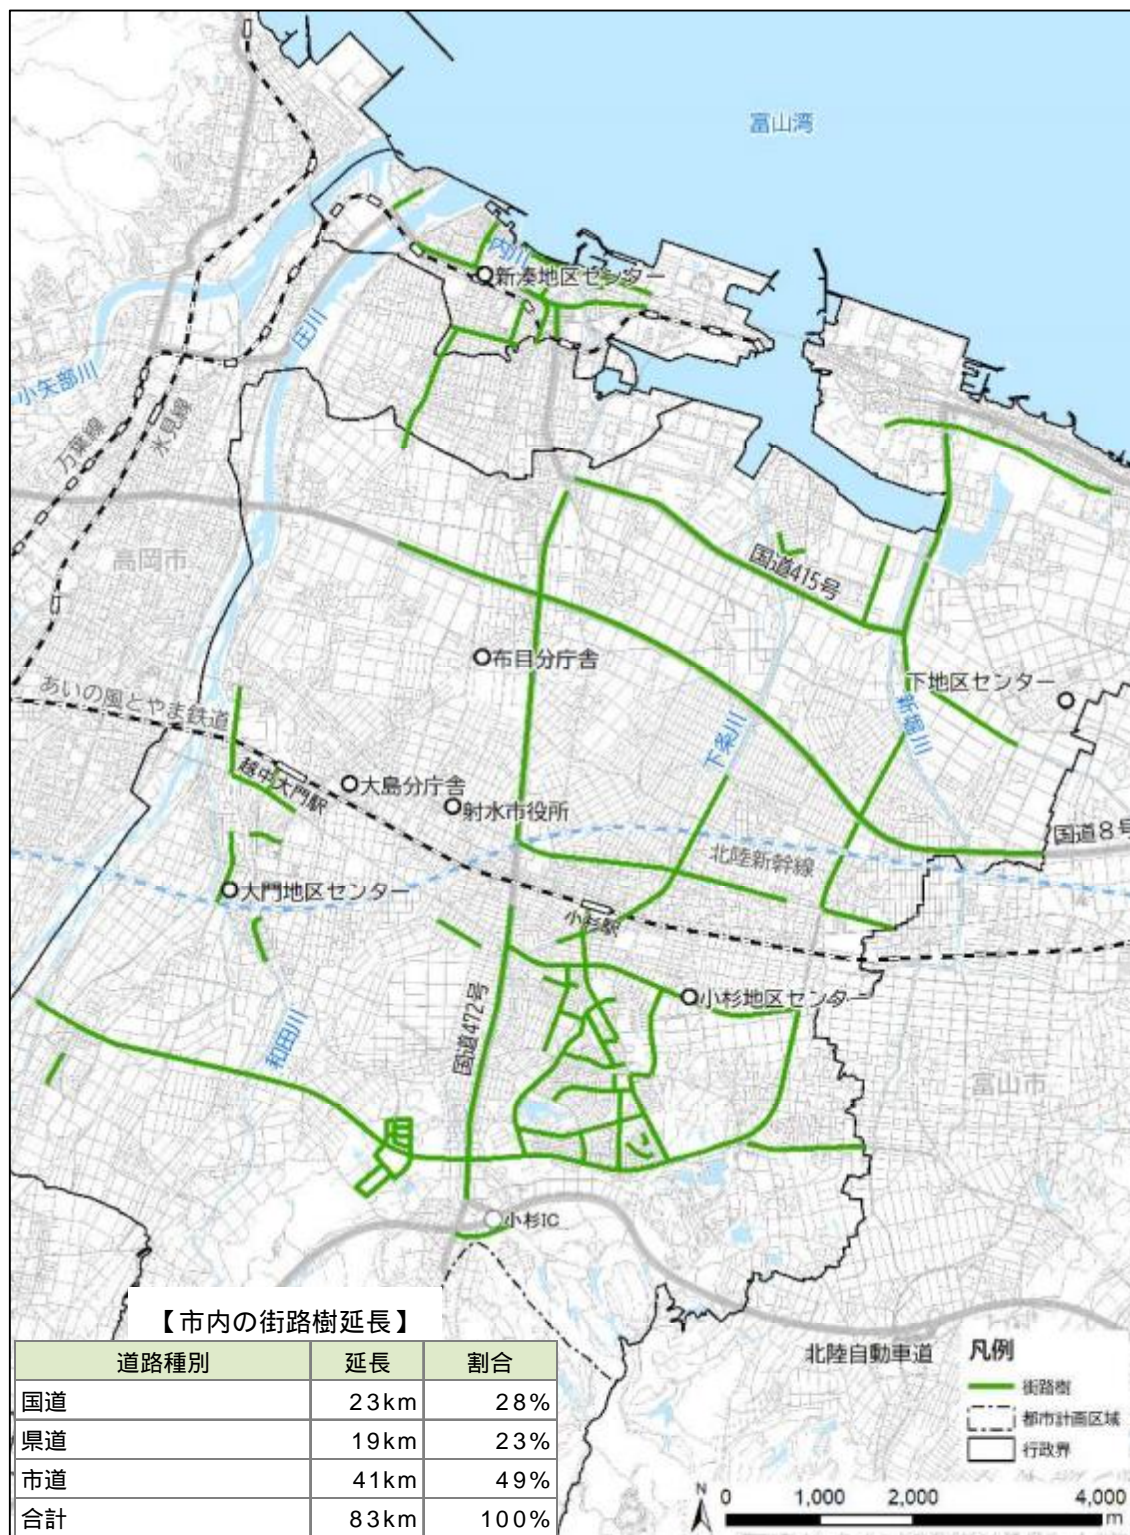 富山湾
内川
新湊地区センター
庄川
小矢部川
万葉線
氷見線
高岡市
国道415号
布目分庁舎
下地区センター
あいの風とやま鉄道
新堀川
下条川
越中大門駅
大島分庁舎
射水市役所
国道8号
北陸新幹線
大門地区センター
小杉駅
小杉地区センター
国道472号
和田川
富山市
小杉IC
北陸自動車道
【市内の街路樹延長】
道路種別 延長 割合
国道 23km 28%
県道 19km 23%
市道 41km 49%
合計 83km 100%
凡例
街路樹
都市計画区域
行政界
N
0 1,000 2,000 4,000
m